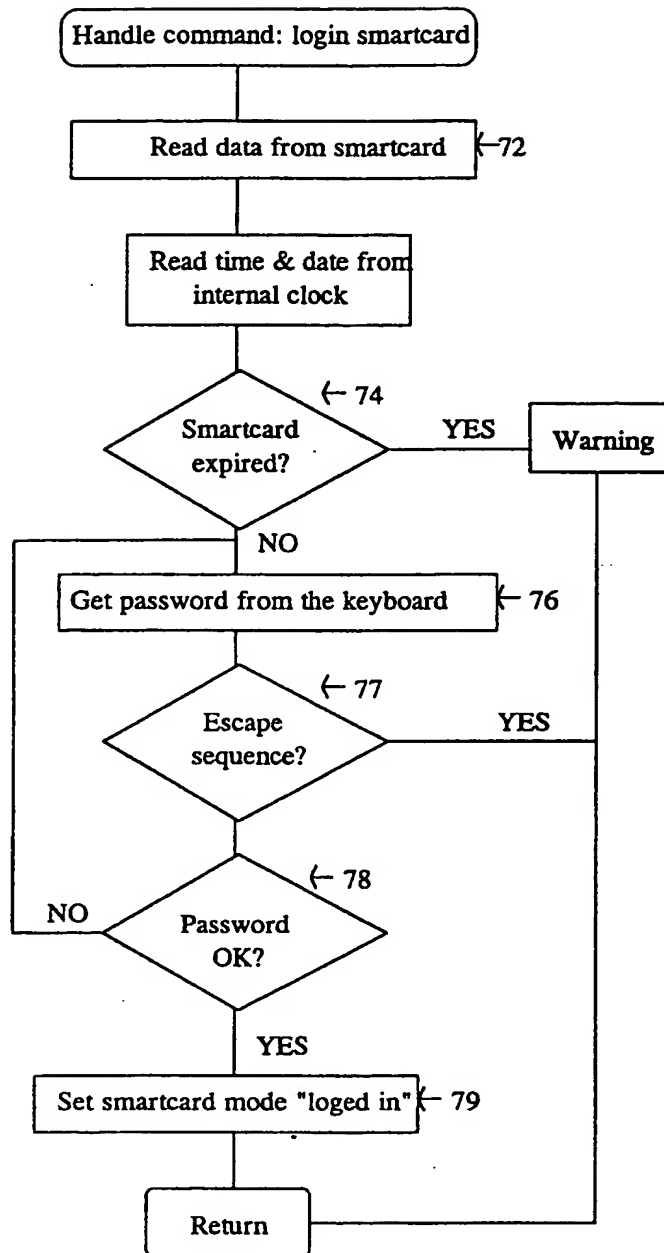 Handle command: login smartcard
Read data from smartcard
←72
Read time & date from
internal clock
← 74
Smartcard
expired?
YES
Warning
NO
Get password from the keyboard
← 76
← 77
Escape
sequence?
YES
← 78
NO
Password
OK?
YES
Set smartcard mode "loged in"
← 79
Return